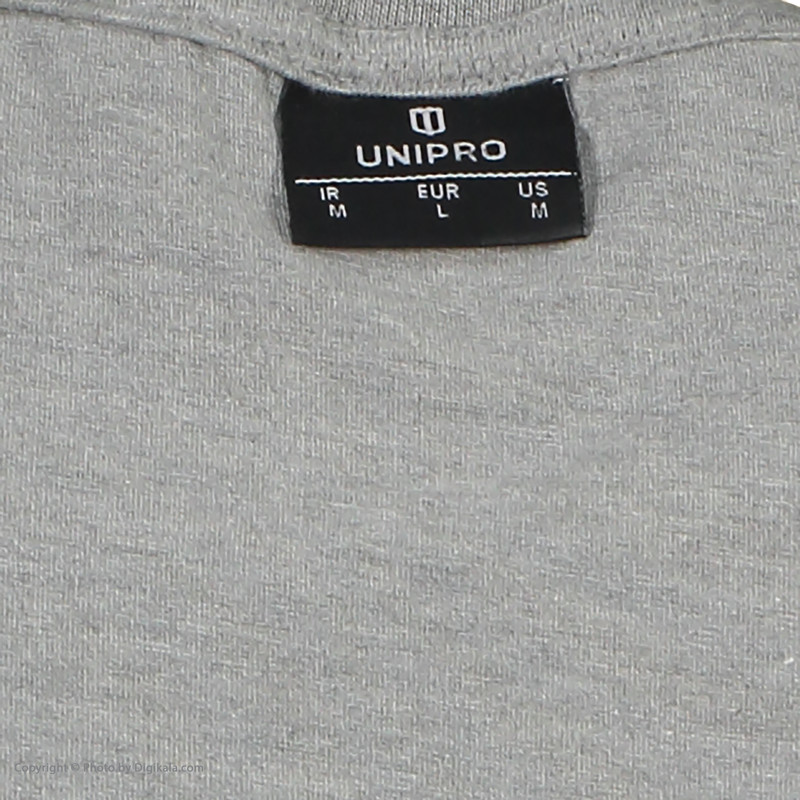 UNIPRO
IR EUR US
M L M
Copyright © Photo by Digikala.com